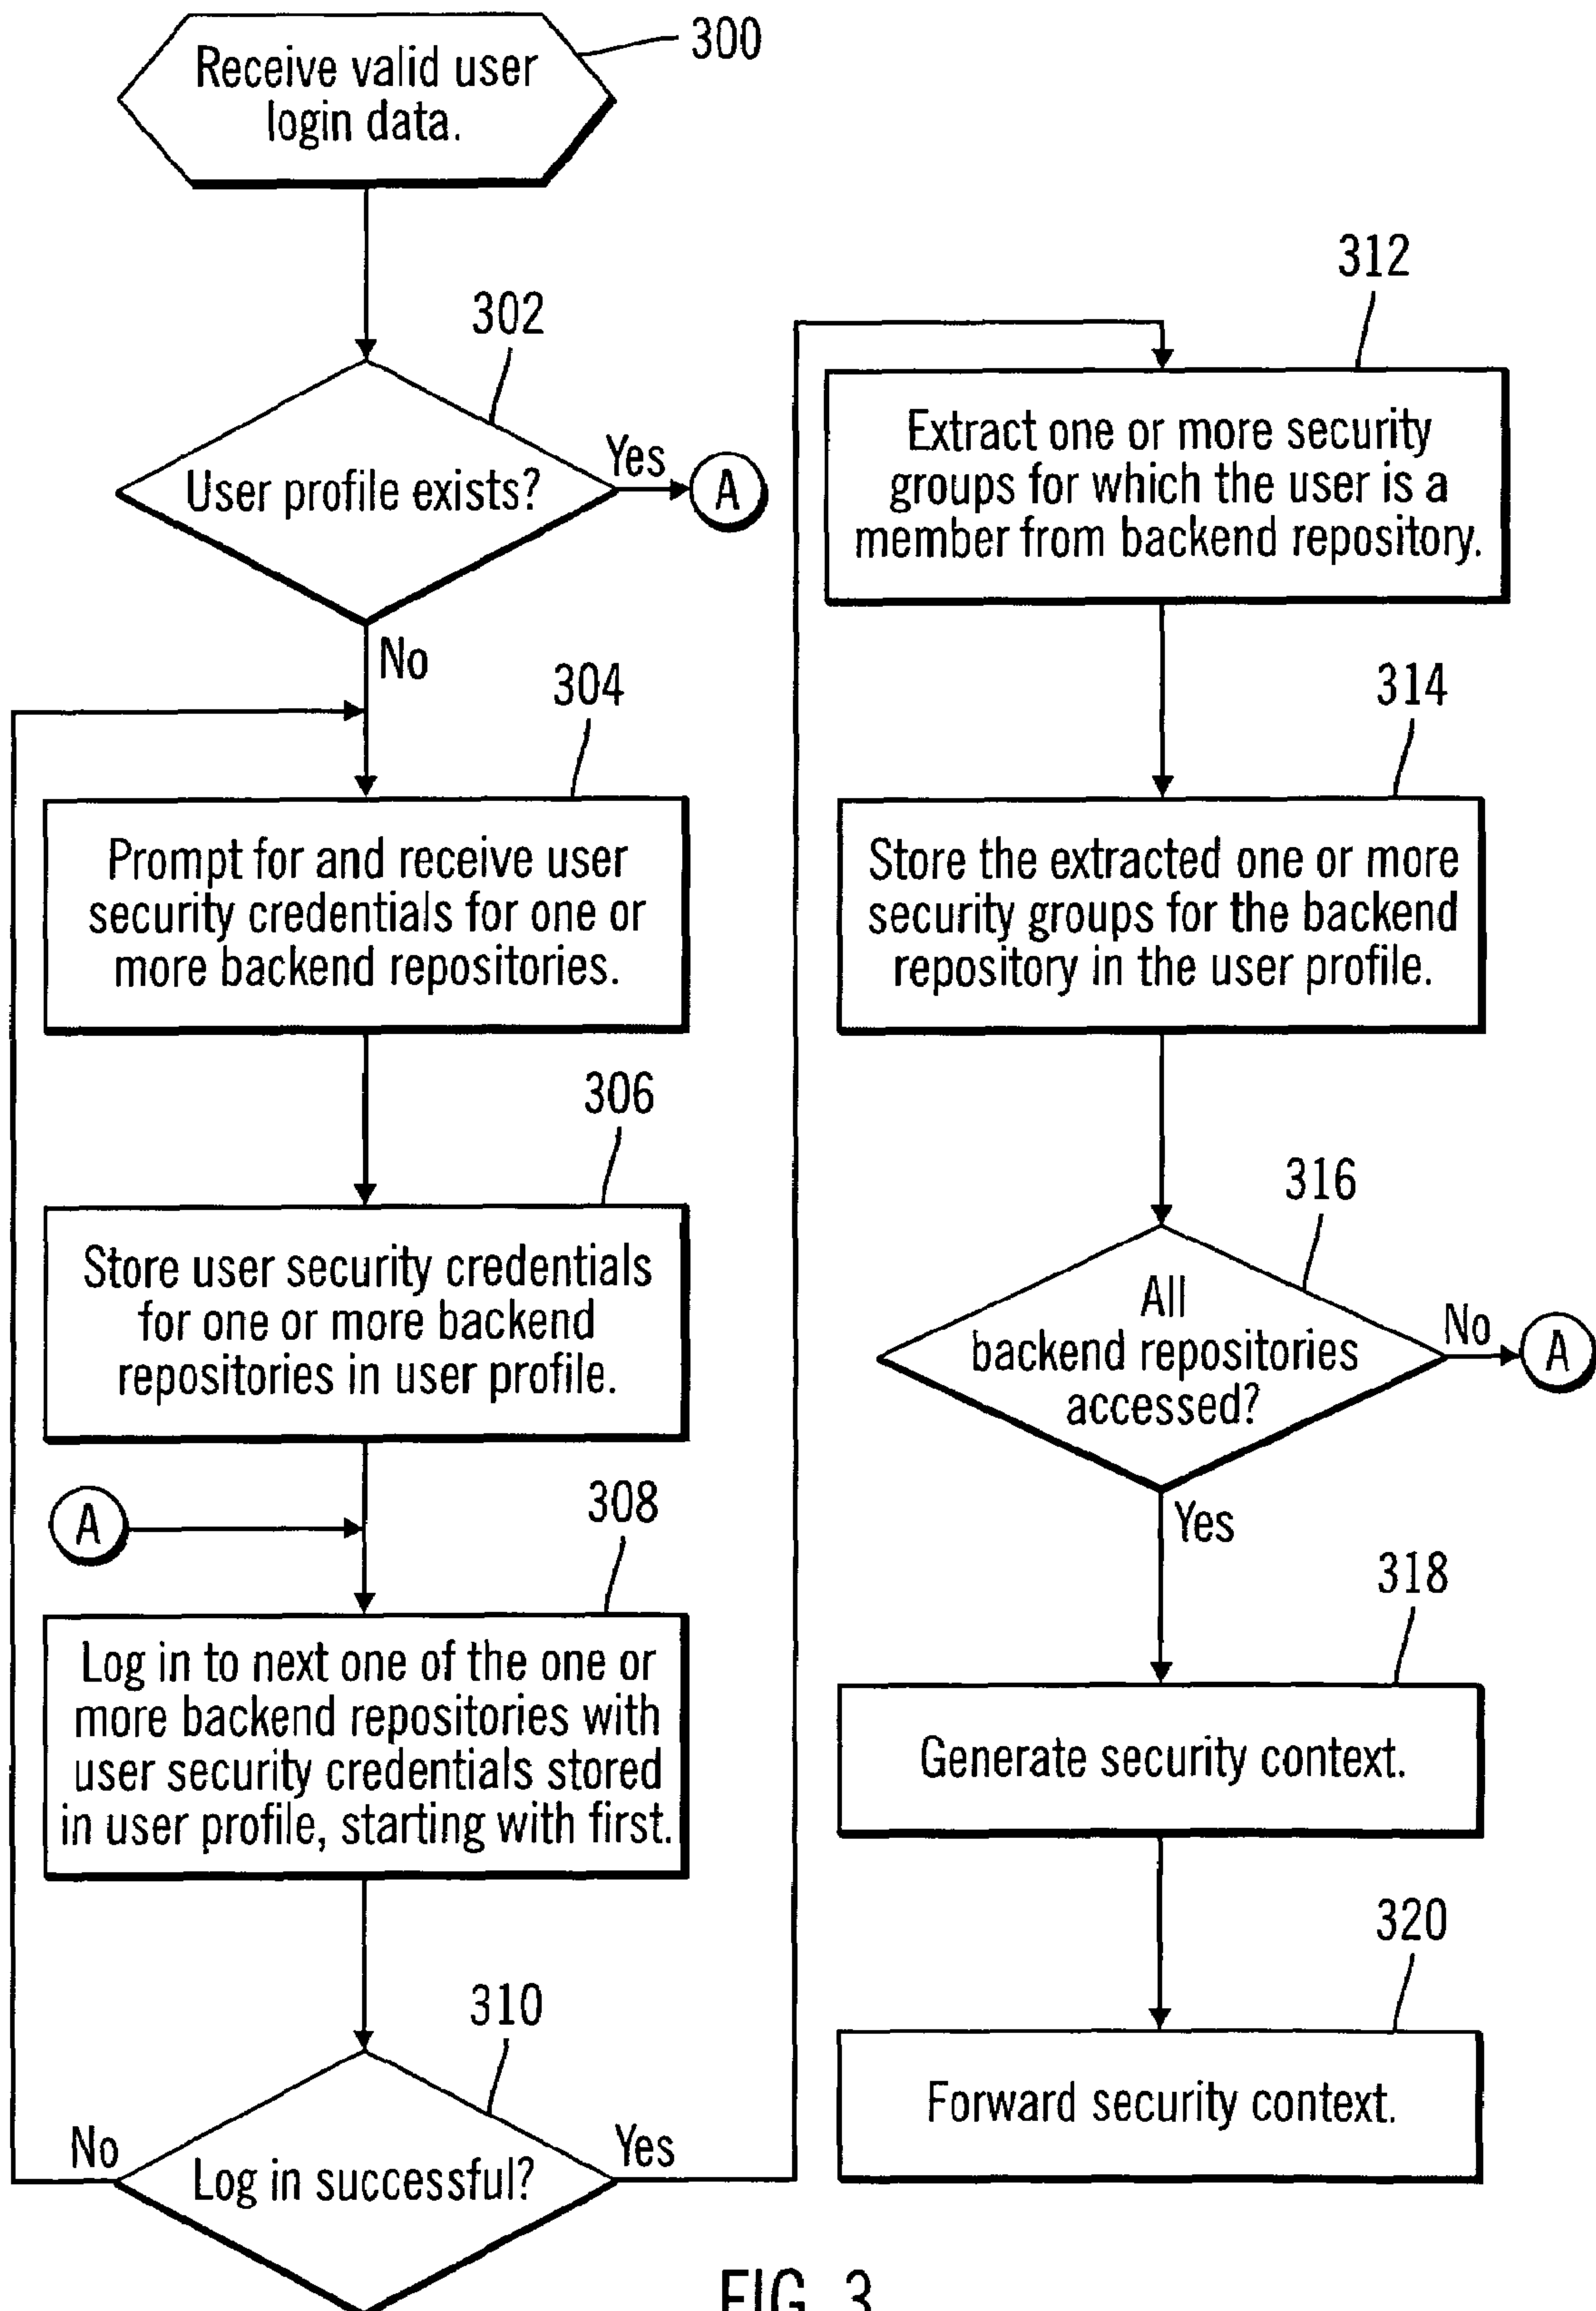 300
Receive valid user
login data.
302
User profile exists?
Yes
A
No
304
Prompt for and receive user
security credentials for one or
more backend repositories.
306
Store user security credentials
for one or more backend
repositories in user profile.
A
308
Log in to next one of the one or
more backend repositories with
user security credentials stored
in user profile, starting with first.
310
Log in successful?
No
Yes
312
Extract one or more security
groups for which the user is a
member from backend repository.
314
Store the extracted one or more
security groups for the backend
repository in the user profile.
316
All
backend repositories
accessed?
No
A
Yes
318
Generate security context.
320
Forward security context.
FIG. 3